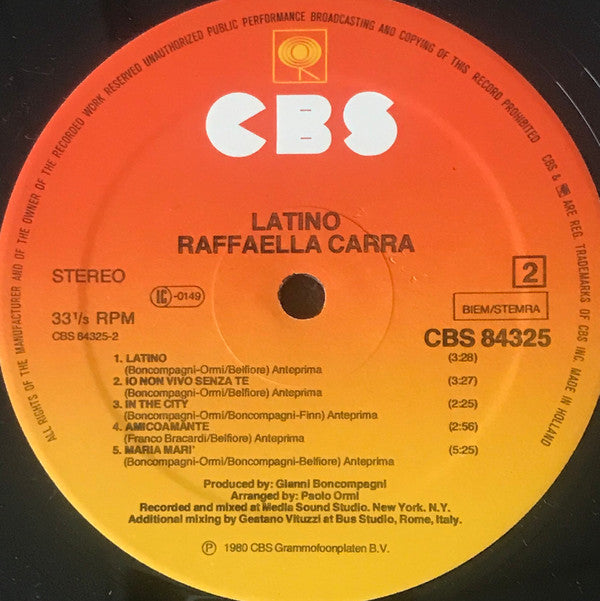 ALL RIGHTS OF THE MANUFACTURER AND OF THE OWNER OF THE RECORDED WORK RESERVED UNAUTHORIZED PUBLIC PERFORMANCE BROADCASTING AND COPYING OF THIS RECORD PROHIBITED
CBS & ARE REG. TRADEMARKS OF CBS INC. MADE IN HOLLAND
CBS
LATINO
RAFFAELLA CARRA
STEREO
2
LC-0149
33 1/3 RPM
BIEM/STEMRA
CBS 84325-2
CBS 84325
1. LATINO (3:28)
(Boncompagni-Ormi/Belfiore) Anteprima
2. IO NON VIVO SENZA TE (3:27)
(Boncompagni-Ormi/Belfiore) Anteprima
3. IN THE CITY (2:25)
(Boncompagni-Ormi/Boncompagni-Finn) Anteprima
4. AMICOAMANTE (2:56)
(Franco Bracardi/Belfiore) Anteprima
5. MARIA MARI' (5:25)
(Boncompagni-Ormi/Boncompagni-Belfiore) Anteprima
Produced by: Gianni Boncompagni
Arranged by: Paolo Ormi
Recorded and mixed at Media Sound Studio. New York. N.Y.
Additional mixing by Geatano Vituzzi at Bus Studio, Rome, Italy.
Ⓟ 1980 CBS Grammofoonplaten B.V.